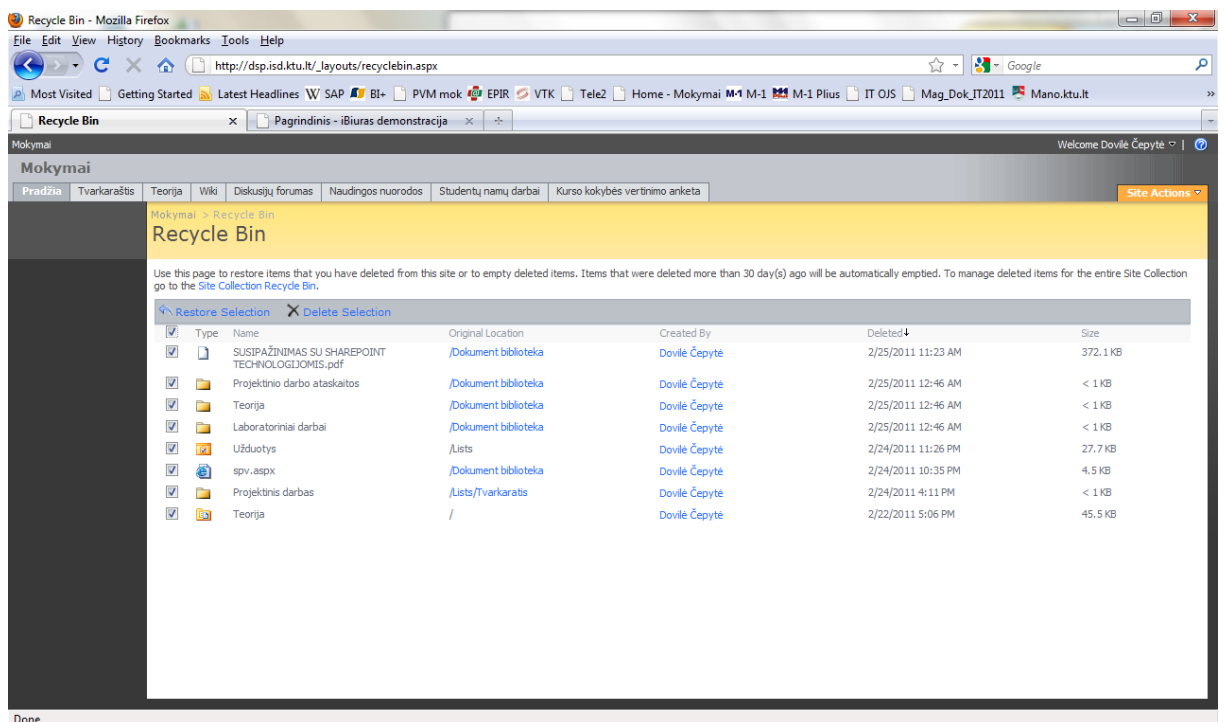 Recycle Bin - Mozilla Firefox
File Edit View History Bookmarks Tools Help
http://dsp.isd.ktu.lt/_layouts/recyclebin.aspx Google
Most Visited Getting Started Latest Headlines W SAP BI+ PVM mok EPIR VTK Tele2 Home - Mokymai M-1 M-1 M-1 Plius IT OJS Mag_Dok_IT2011 Mano.ktu.lt »
Recycle Bin x Pagrindinis - iBiuras demonstracija x
Mokymai Welcome Dovilė Čepytė |
Mokymai
Pradžia Tvarkaraštis Teorija Wiki Diskusijų forumas Naudingos nuorodos Studentų namų darbai Kurso kokybės vertinimo anketa Site Actions
Mokymai > Recycle Bin
Recycle Bin
Use this page to restore items that you have deleted from this site or to empty deleted items. Items that were deleted more than 30 day(s) ago will be automatically emptied. To manage deleted items for the entire Site Collection
go to the Site Collection Recycle Bin.
Restore Selection Delete Selection
Type Name Original Location Created By Deleted Size
SUSIPAŽINIMAS SU SHAREPOINT /Dokument biblioteka Dovilė Čepytė 2/25/2011 11:23 AM 372.1 KB
TECHNOLOGIJOMIS.pdf
Projektinio darbo ataskaitos /Dokument biblioteka Dovilė Čepytė 2/25/2011 12:46 AM < 1 KB
Teorija /Dokument biblioteka Dovilė Čepytė 2/25/2011 12:46 AM < 1 KB
Laboratoriniai darbai /Dokument biblioteka Dovilė Čepytė 2/25/2011 12:46 AM < 1 KB
Užduotys /Lists Dovilė Čepytė 2/24/2011 11:26 PM 27.7 KB
spv.aspx /Dokument biblioteka Dovilė Čepytė 2/24/2011 10:35 PM 4.5 KB
Projektinis darbas /Lists/Tvarkaratis Dovilė Čepytė 2/24/2011 4:11 PM < 1 KB
Teorija / Dovilė Čepytė 2/22/2011 5:06 PM 45.5 KB
Done